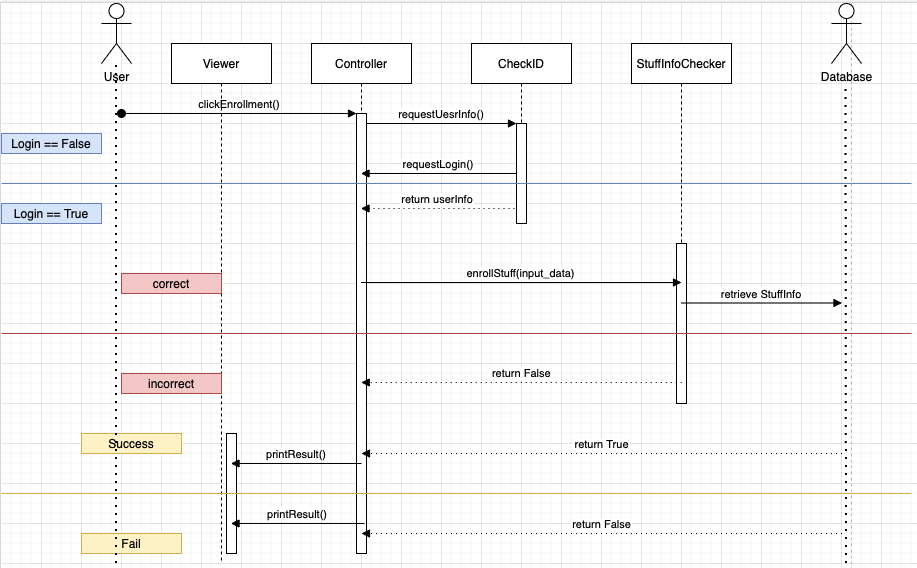 User
Viewer
Controller
CheckID
StuffInfoChecker
Database
clickEnrollment()
requestUesrInfo()
Login == False
requestLogin()
return userInfo
Login == True
enrollStuff(input_data)
correct
retrieve StuffInfo
return False
incorrect
Success
return True
printResult()
printResult()
return False
Fail